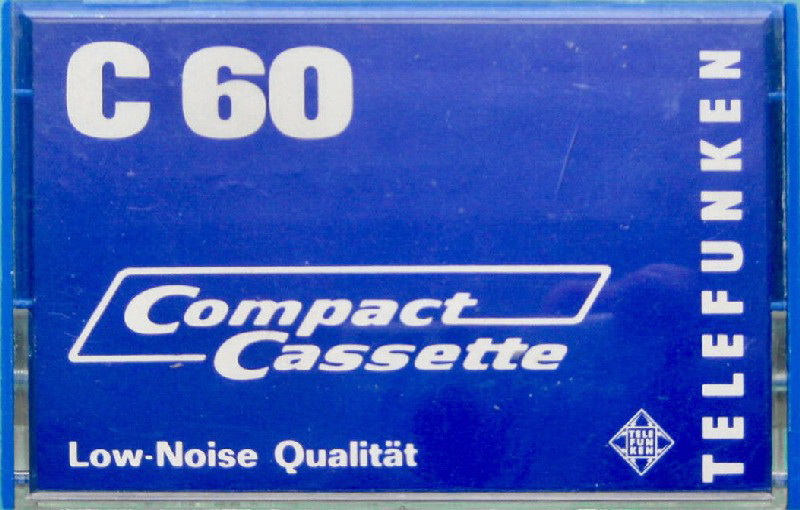 C 60
Compact
Cassette
Low-Noise Qualität
TELE
FUN
KEN
TELEFUNKEN